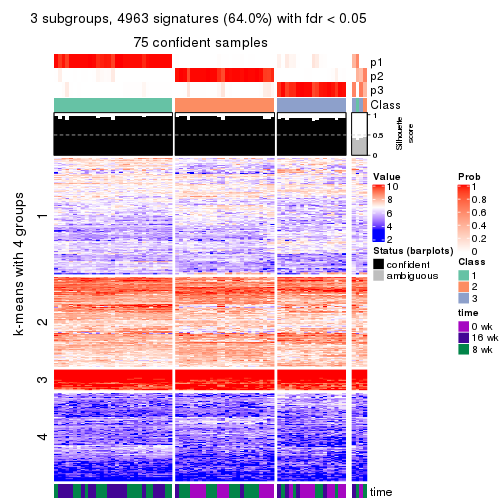 3 subgroups, 4963 signatures (64.0%) with fdr < 0.05
75 confident samples
p1
p2
p3
Class
1
0.5
0
Silhouette
score
k-means with 4 groups
1
2
3
4
time
Value
10
8
6
4
2
Status (barplots)
confident
ambiguous
Prob
1
0.8
0.6
0.4
0.2
0
Class
1
2
3
time
0 wk
16 wk
8 wk